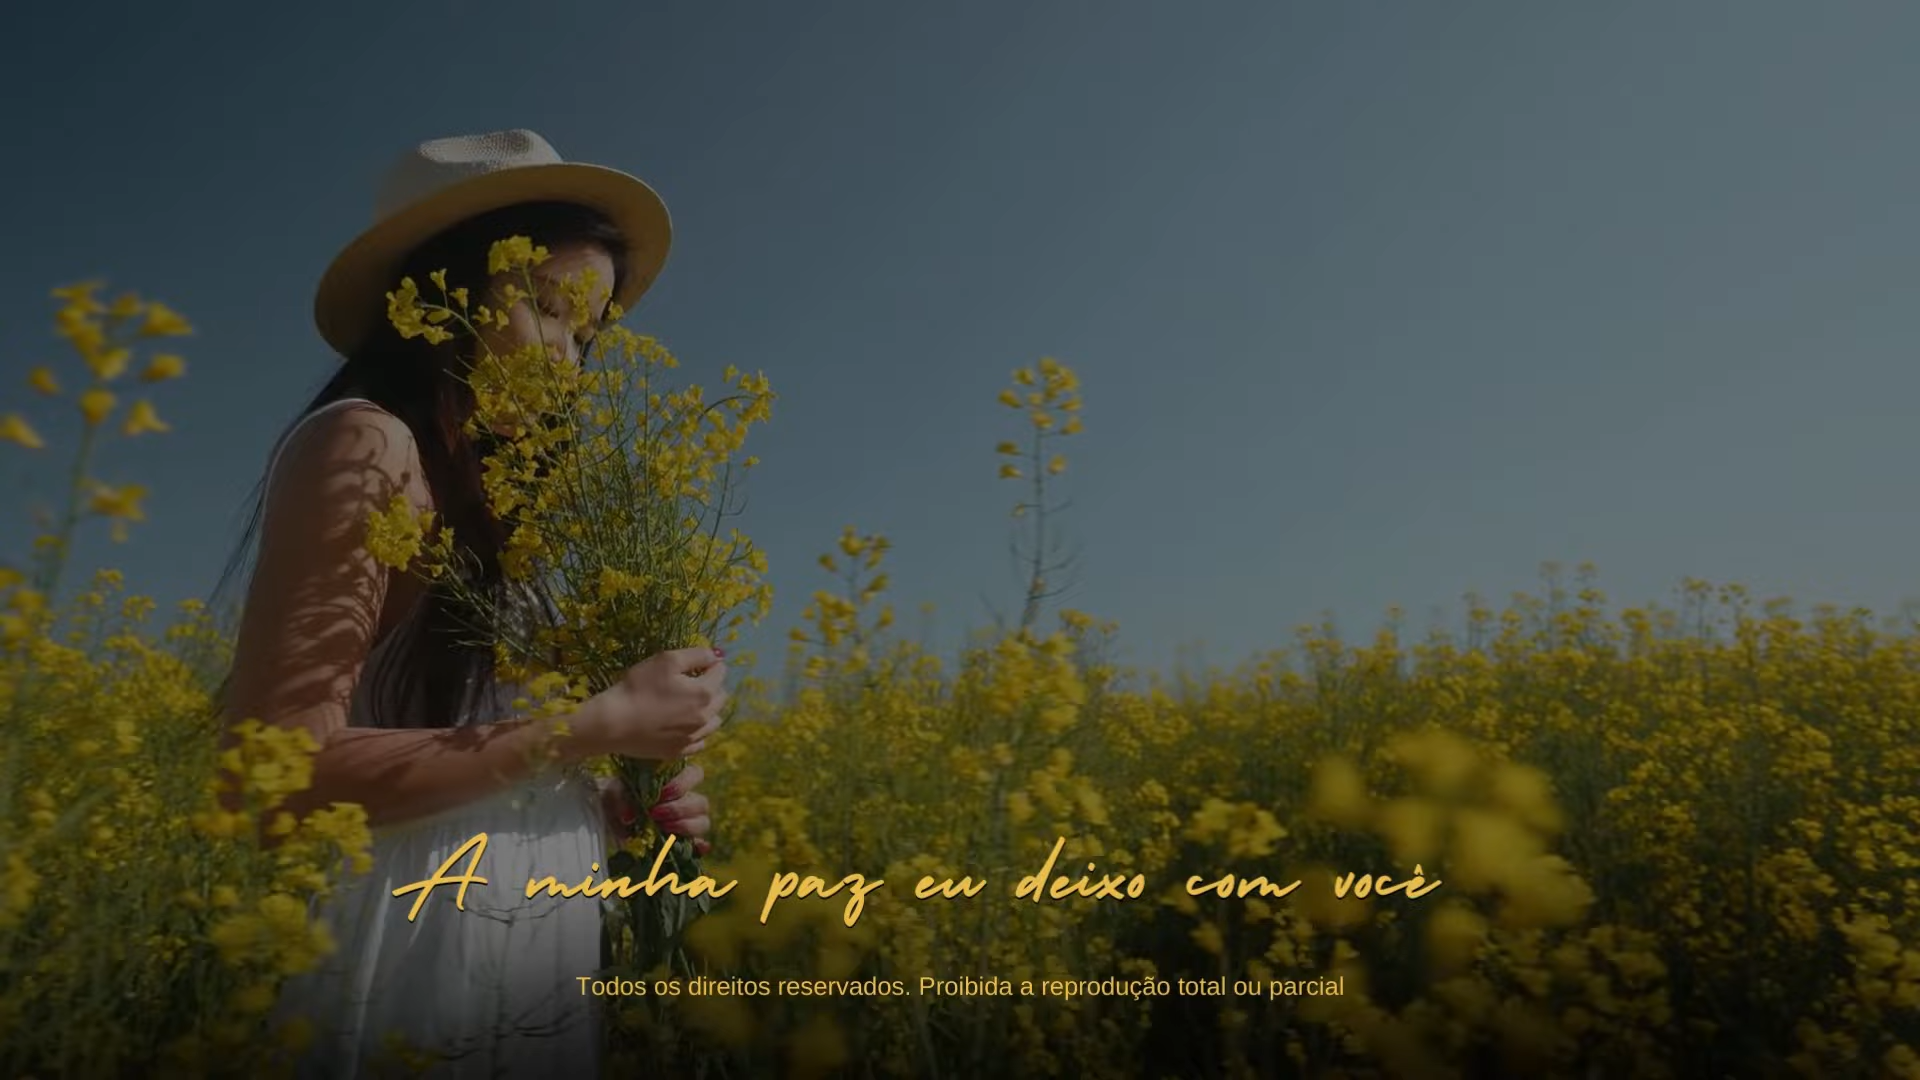 A minha paz eu deixo com você
Todos os direitos reservados. Proibida a reprodução total ou parcial